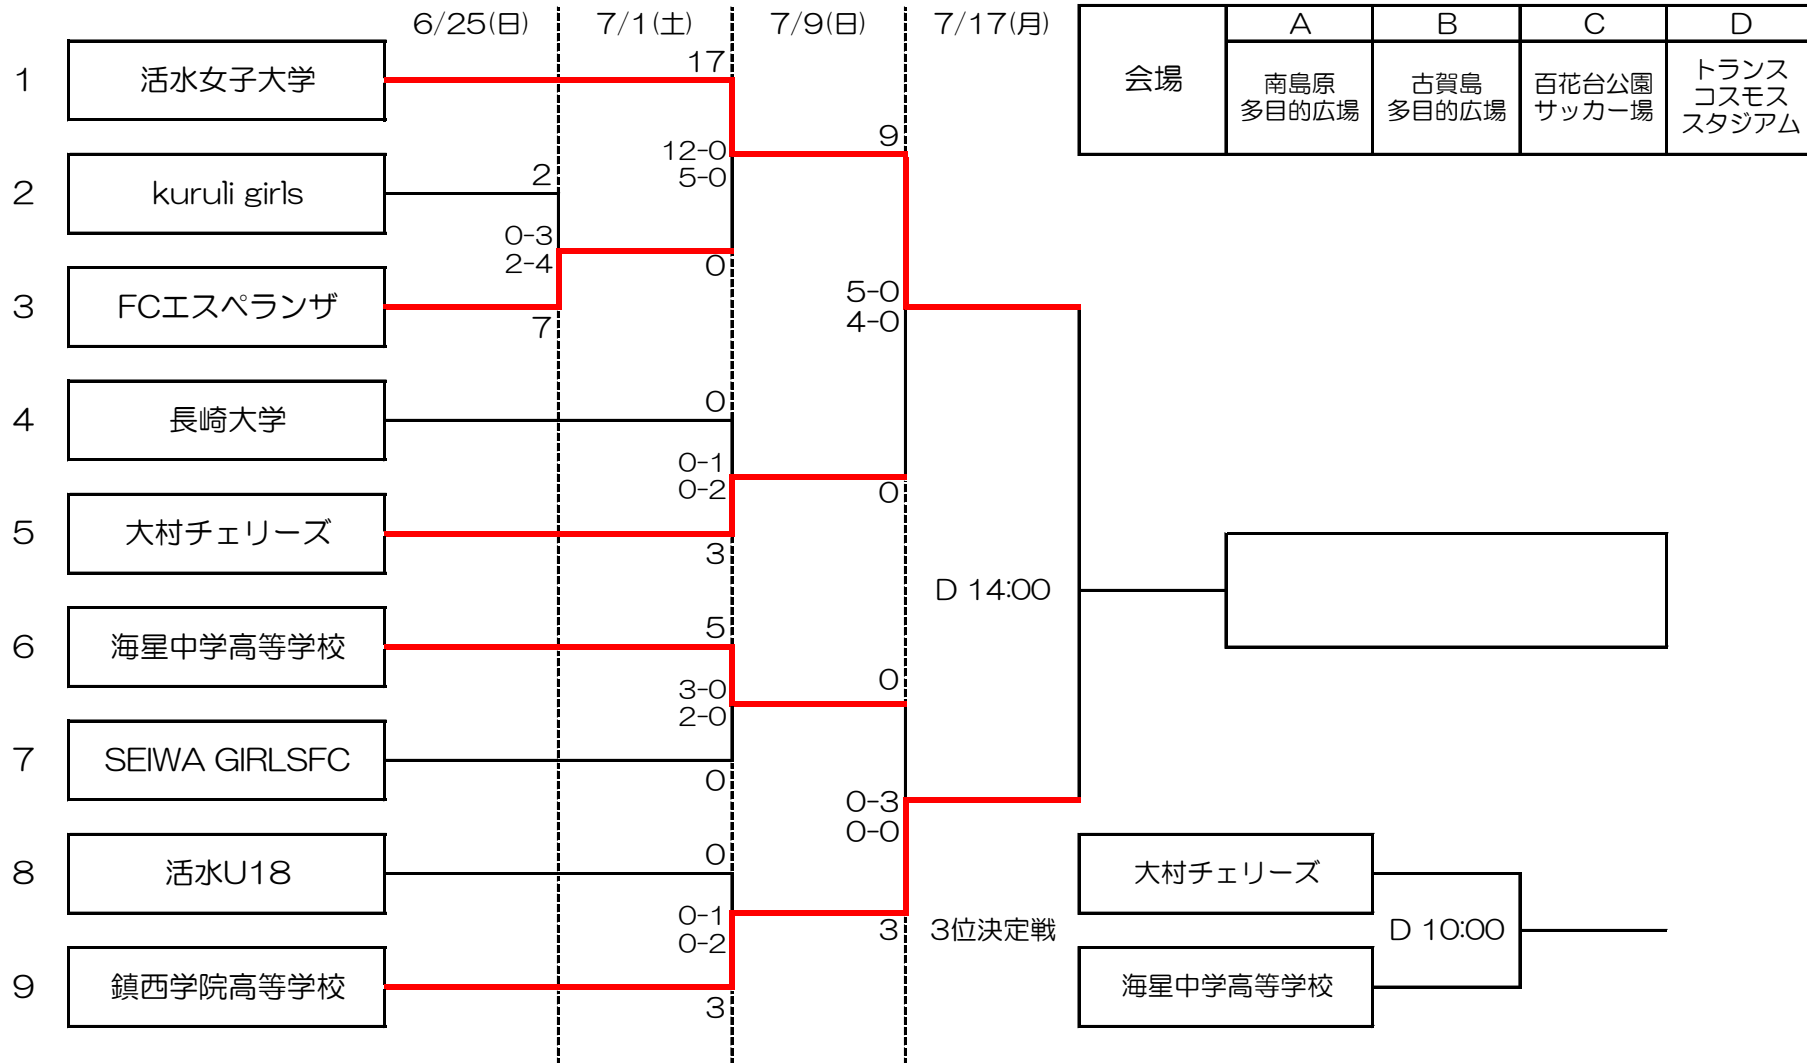 6/25(日) 7/1(土) 7/9(日) 7/17(月)
会場 A B C D
南島原
多目的広場
古賀島
多目的広場
百花台公園
サッカー場
トランス
コスモス
スタジアム
1 活水女子大学 17
12-0
5-0
9
2 kuruli girls 2
0-3
2-4
0
3 FCエスペランザ 7
5-0
4-0
4 長崎大学 0
0-1
0-2
0
5 大村チェリーズ 3
D 14:00
6 海星中学高等学校 5
3-0
2-0
0
7 SEIWA GIRLSFC 0
0-3
0-0
8 活水U18 0
0-1
0-2
3
9 鎮西学院高等学校 3
3位決定戦
大村チェリーズ
D 10:00
海星中学高等学校